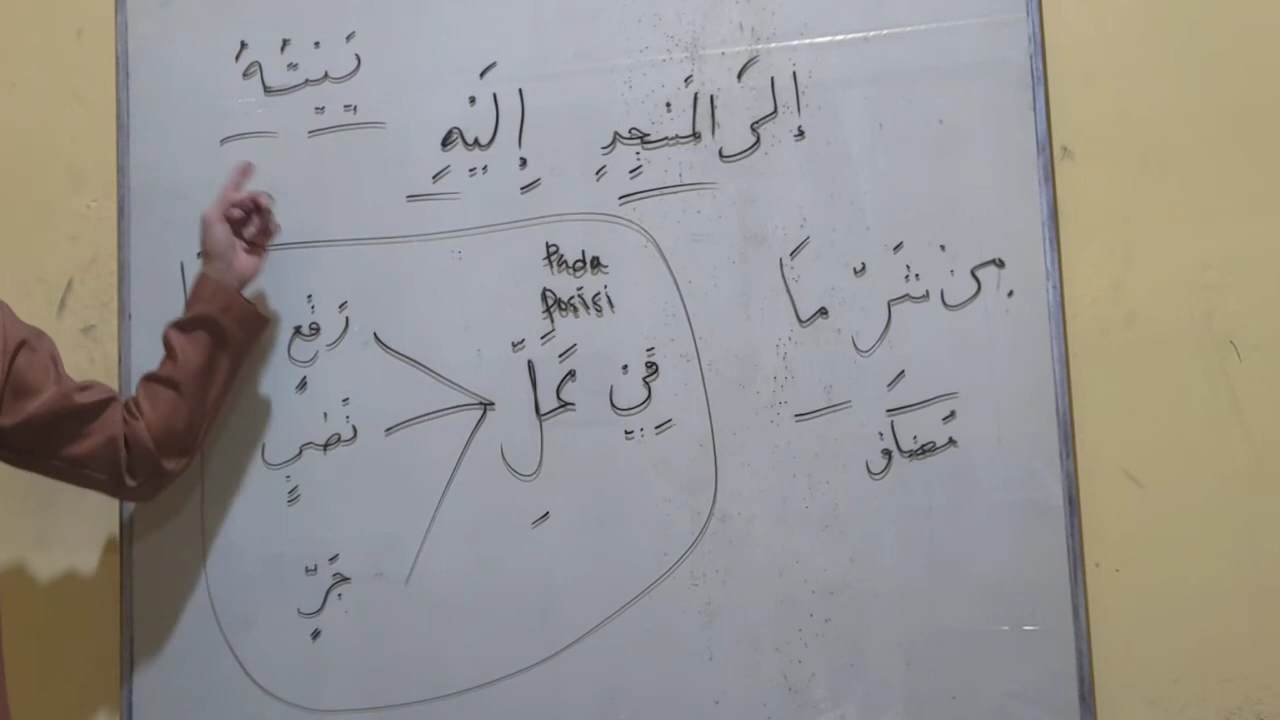 إِلَى الْمَسْجِدِ
إِلَيْهِ
بَيْتُهُ
مِنْ شَرِّ مَا
مُضَاف
Pada
Posisi
فِيْ مَحَلِّ
رَفْعٍ
نَصْبٍ
جَرٍّ